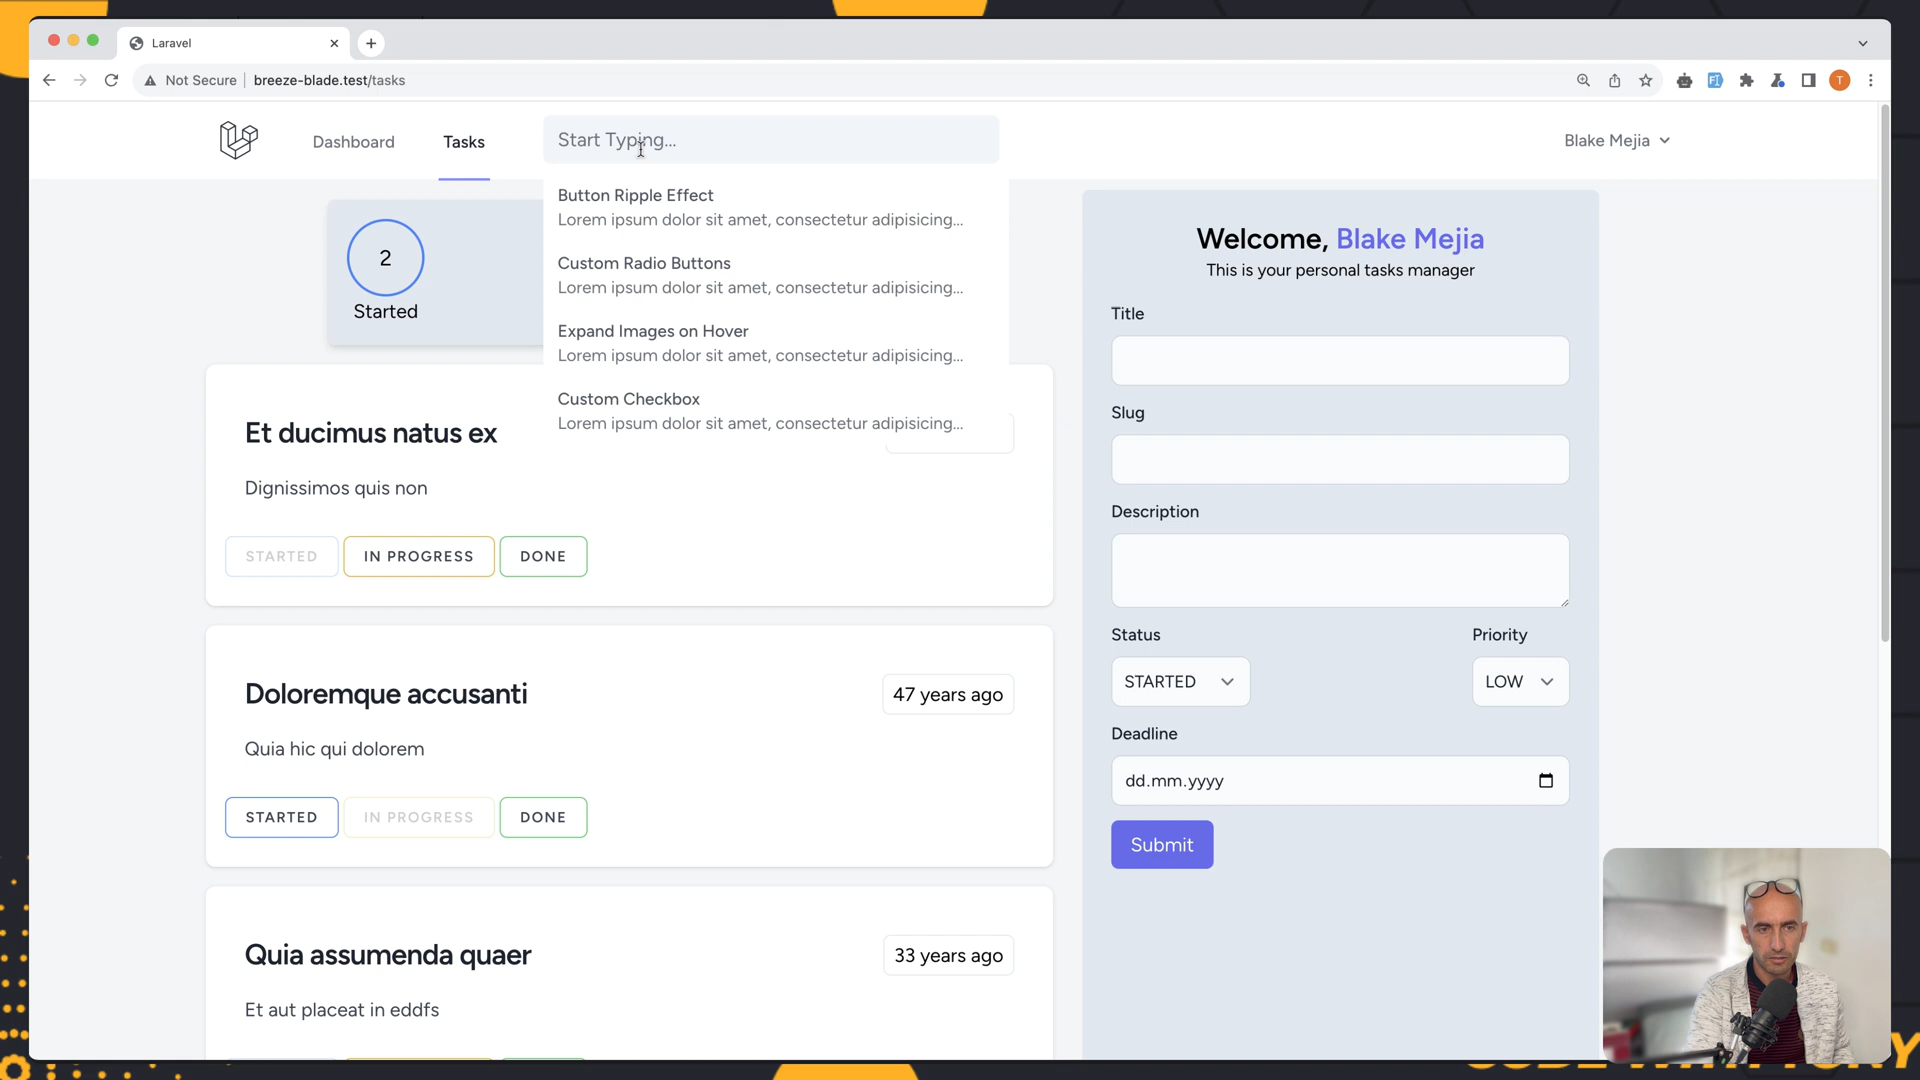 Laravel
Not Secure
breeze-blade.test/tasks
T
Dashboard
Tasks
Start Typing...
Blake Mejia
Button Ripple Effect
Lorem ipsum dolor sit amet, consectetur adipisicing...
Custom Radio Buttons
Lorem ipsum dolor sit amet, consectetur adipisicing...
Expand Images on Hover
Lorem ipsum dolor sit amet, consectetur adipisicing...
Custom Checkbox
Lorem ipsum dolor sit amet, consectetur adipisicing...
2
Started
Et ducimus natus ex
Dignissimos quis non
STARTED
IN PROGRESS
DONE
Doloremque accusanti
47 years ago
Quia hic qui dolorem
STARTED
IN PROGRESS
DONE
Quia assumenda quaer
33 years ago
Et aut placeat in eddfs
Welcome, Blake Mejia
This is your personal tasks manager
Title
Slug
Description
Status
Priority
STARTED
LOW
Deadline
dd.mm.yyyy
Submit